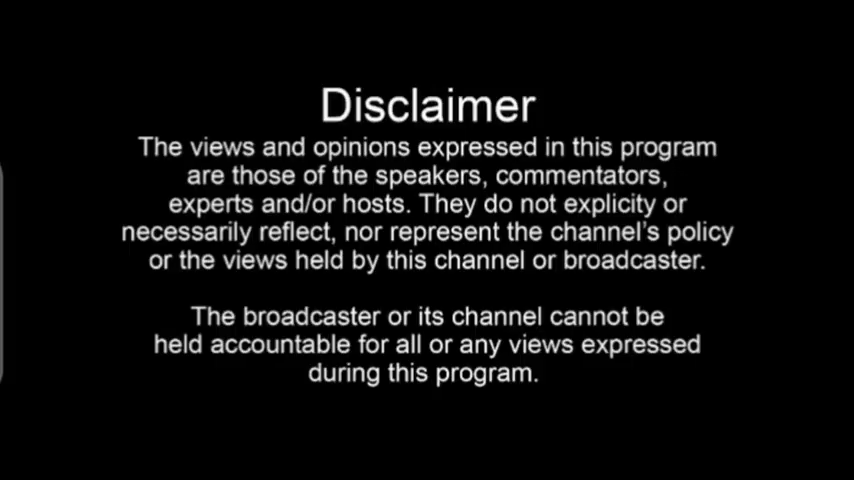 Disclaimer
The views and opinions expressed in this program
are those of the speakers, commentators,
experts and/or hosts. They do not explicity or
necessarily reflect, nor represent the channel's policy
or the views held by this channel or broadcaster.
The broadcaster or its channel cannot be
held accountable for all or any views expressed
during this program.